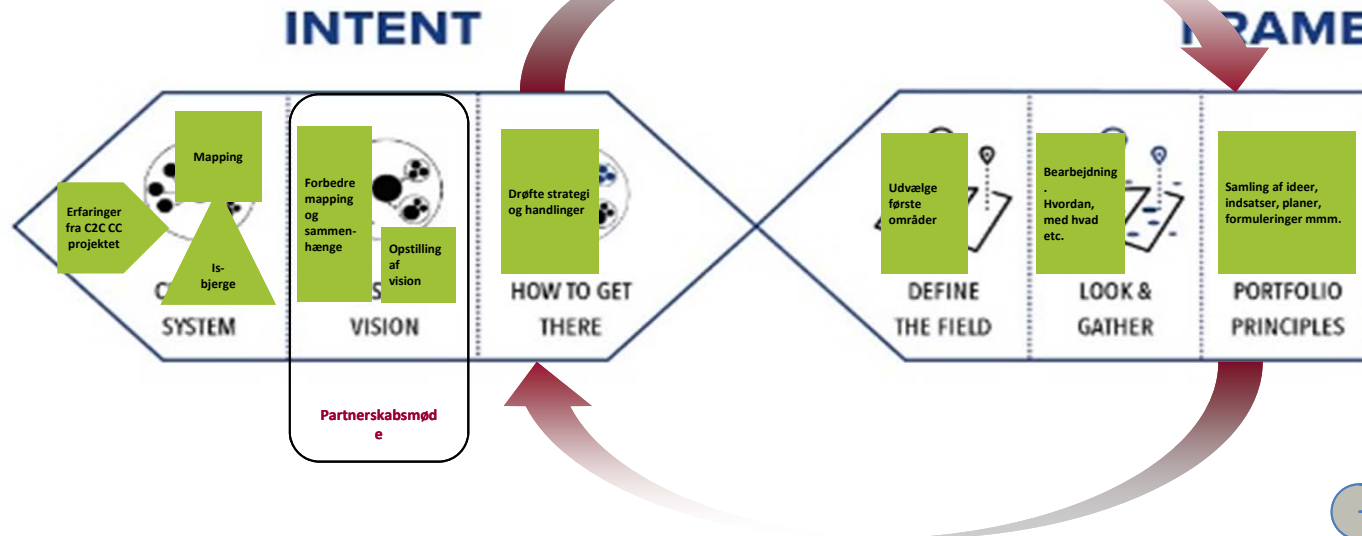 INTENT
Mapping
Erfaringer
fra C2C CC
projektet
Is-
bjerge
SYSTEM
Forbedre
mapping
og
sammen-
hænge
Opstilling
af
vision
VISION
Partnerskabsmød
e
Drøfte strategi
og handlinger
HOW TO GET
THERE
Udvælge
første
områder
DEFINE
THE FIELD
Bearbejdning
.
Hvordan,
med hvad
etc.
LOOK &
GATHER
Samling af ideer,
indsatser, planer,
formuleringer mmm.
PORTFOLIO
PRINCIPLES